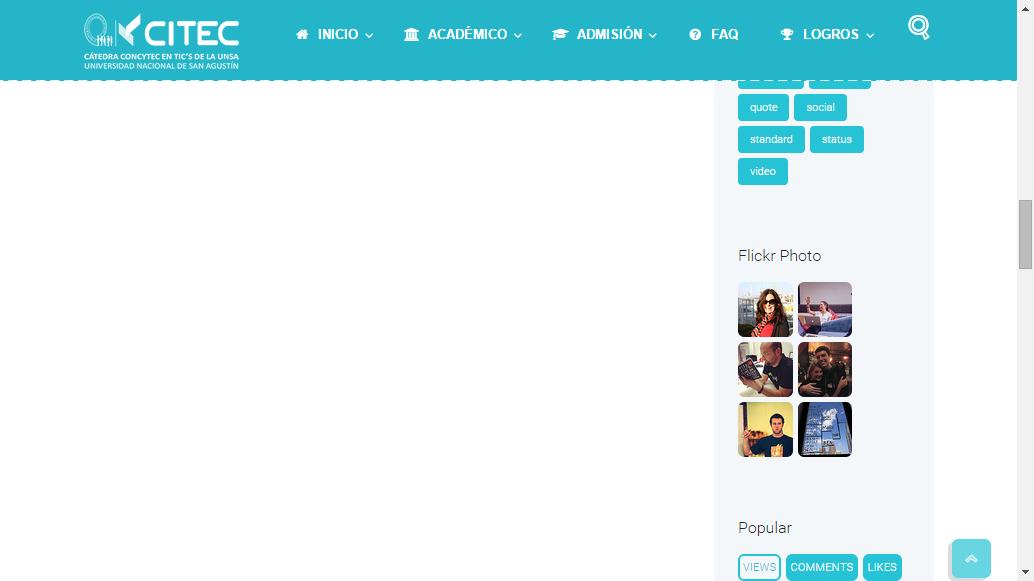 CITEC
CÁTEDRA CONCYTEC EN TIC'S DE LA UNSA
UNIVERSIDAD NACIONAL DE SAN AGUSTÍN
INICIO
ACADÉMICO
ADMISIÓN
FAQ
LOGROS
quote
social
standard
status
video
Flickr Photo
Popular
VIEWS
COMMENTS
LIKES